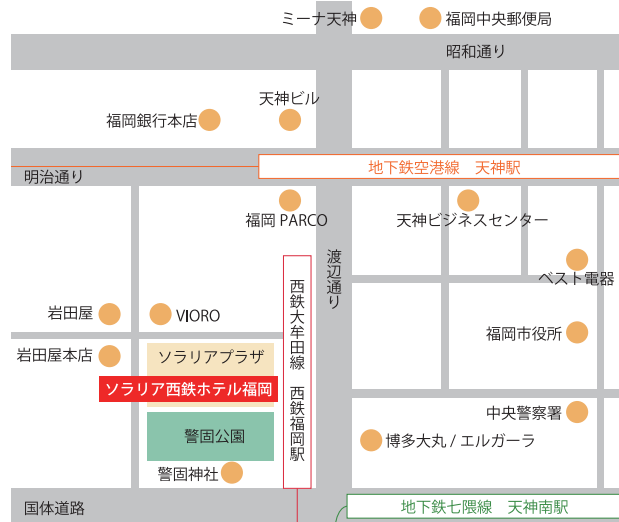 ミーナ天神
福岡中央郵便局
昭和通り
天神ビル
福岡銀行本店
地下鉄空港線　天神駅
明治通り
福岡 PARCO
天神ビジネスセンター
渡辺通り
ベスト電器
西鉄大牟田線　西鉄福岡駅
岩田屋
VIORO
福岡市役所
岩田屋本店
ソラリアプラザ
ソラリア西鉄ホテル福岡
中央警察署
警固公園
博多大丸 / エルガーラ
警固神社
国体道路
地下鉄七隈線　天神南駅